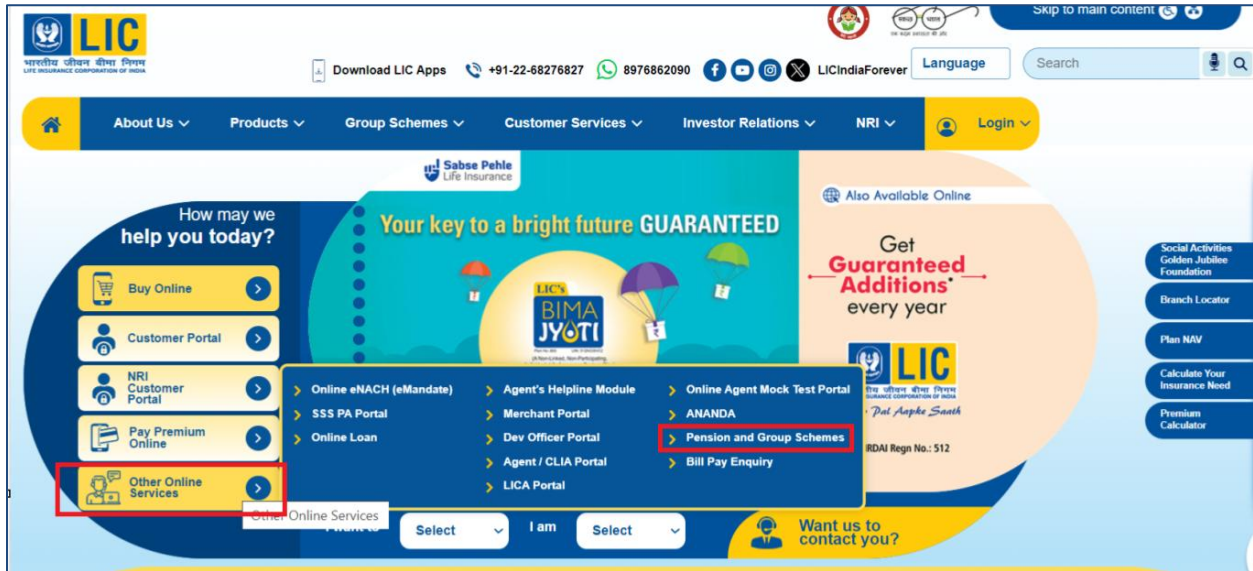 Skip to main content
LIC
भारतीय जीवन बीमा निगम
LIFE INSURANCE CORPORATION OF INDIA
Download LIC Apps
+91-22-68276827
8976862090
LICIndiaForever
Language
Search
About Us
Products
Group Schemes
Customer Services
Investor Relations
NRI
Login
Sabse Pehle
Life Insurance
Your key to a bright future GUARANTEED
LIC's
BIMA
JYOTI
Also Available Online
Get
Guaranteed
Additions*
every year
LIC
Pal Aapke Saath
IRDAI Regn No.: 512
How may we
help you today?
Buy Online
Customer Portal
NRI
Customer
Portal
Pay Premium
Online
Other Online
Services
Online eNACH (eMandate)
SSS PA Portal
Online Loan
Agent's Helpline Module
Merchant Portal
Dev Officer Portal
Agent / CLIA Portal
LICA Portal
Online Agent Mock Test Portal
ANANDA
Pension and Group Schemes
Bill Pay Enquiry
Other Online Services
Select
I am
Select
Want us to
contact you?
Social Activities
Golden Jubilee
Foundation
Branch Locator
Plan NAV
Calculate Your
Insurance Need
Premium
Calculator